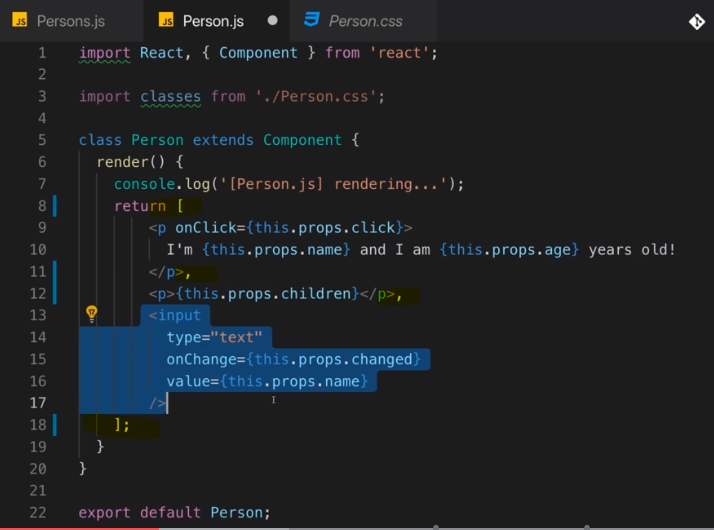 Persons.js Person.js Person.css
1 import React, { Component } from 'react';
2
3 import classes from './Person.css';
4
5 class Person extends Component {
6 render() {
7 console.log('[Person.js] rendering...');
8 return [
9 <p onClick={this.props.click}>
10 I'm {this.props.name} and I am {this.props.age} years old!
11 </p>,
12 <p>{this.props.children}</p>,
13 <input
14 type="text"
15 onChange={this.props.changed}
16 value={this.props.name}
17 />
18 ];
19 }
20 }
21
22 export default Person;